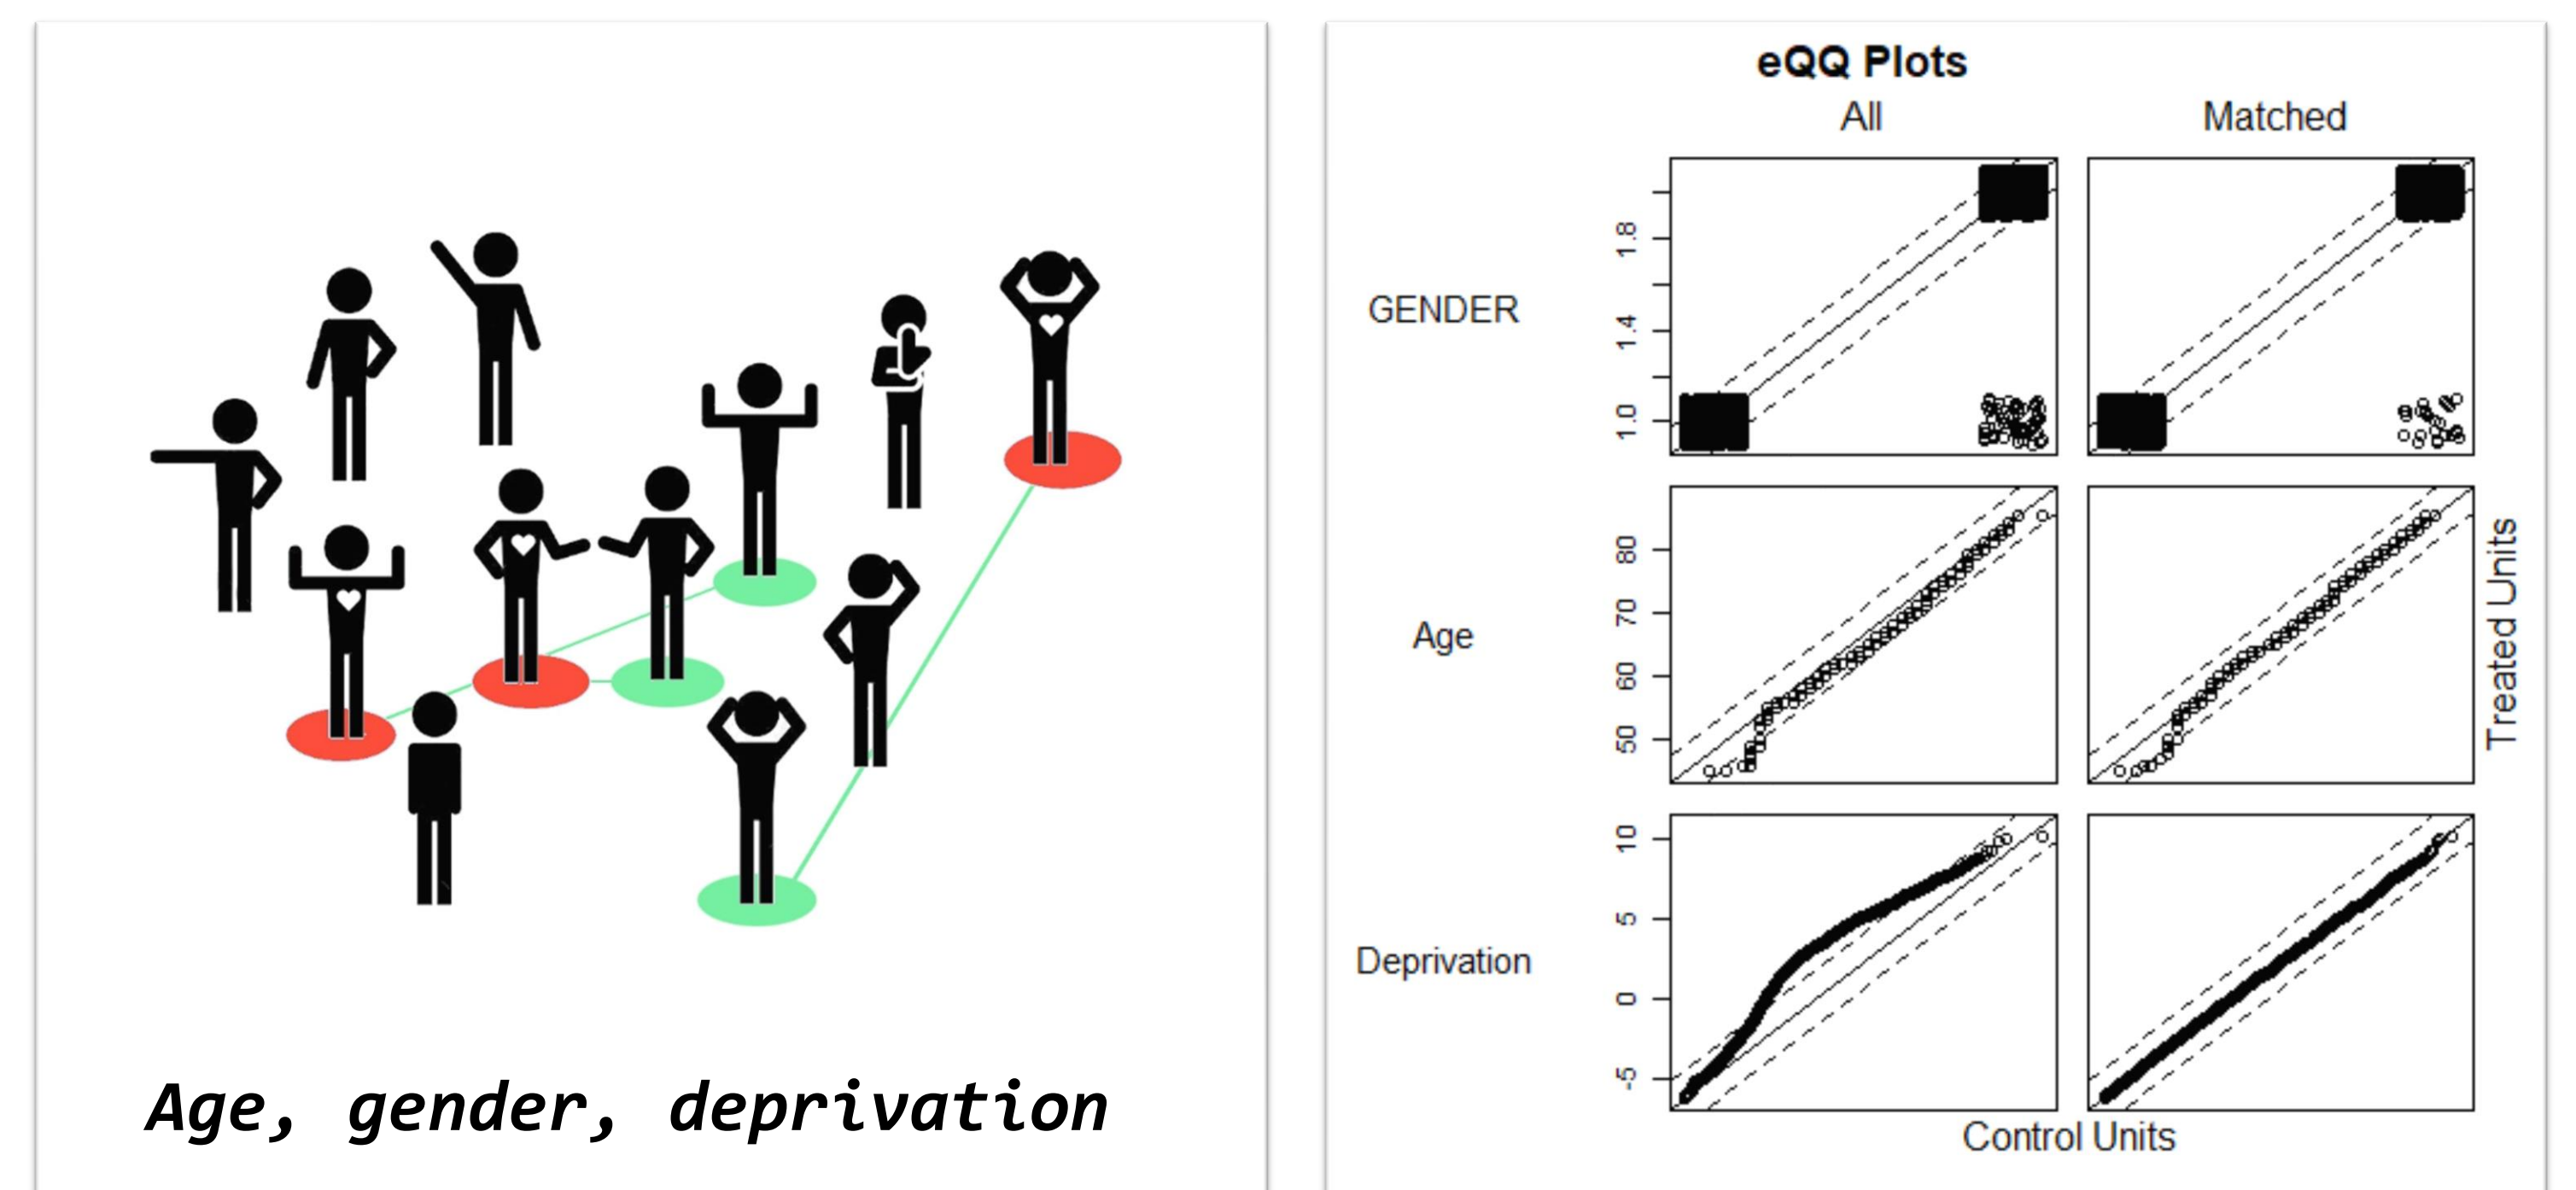 Age, gender, deprivation
eQQ Plots
All
Matched
GENDER
1.0
1.4
1.8
Age
50
60
70
80
Deprivation
-5
0
5
10
Treated Units
Control Units